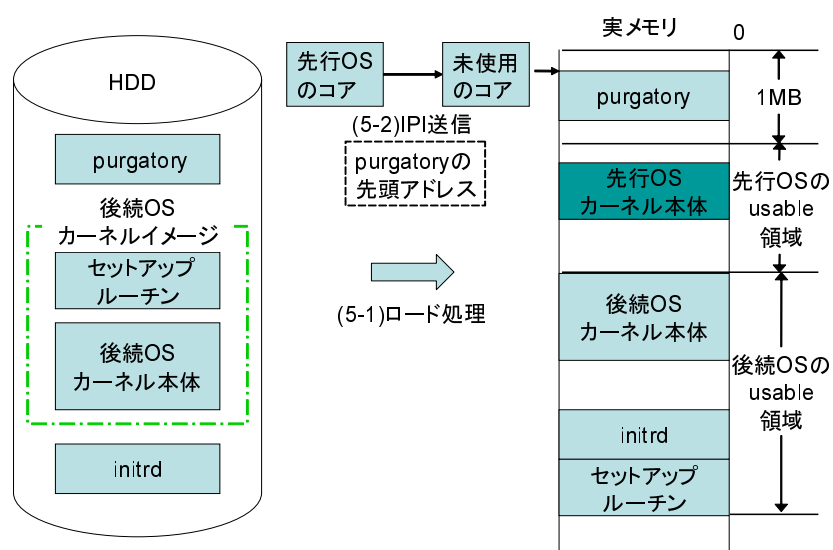 HDD
purgatory
後続OS
カーネルイメージ
セットアップ
ルーチン
後続OS
カーネル本体
initrd
先行OS
のコア
未使用
のコア
(5-2)IPI送信
purgatoryの
先頭アドレス
(5-1)ロード処理
実メモリ
0
purgatory
1MB
先行OS
カーネル本体
先行OSの
usable
領域
後続OS
カーネル本体
後続OSの
usable
領域
initrd
セットアップ
ルーチン